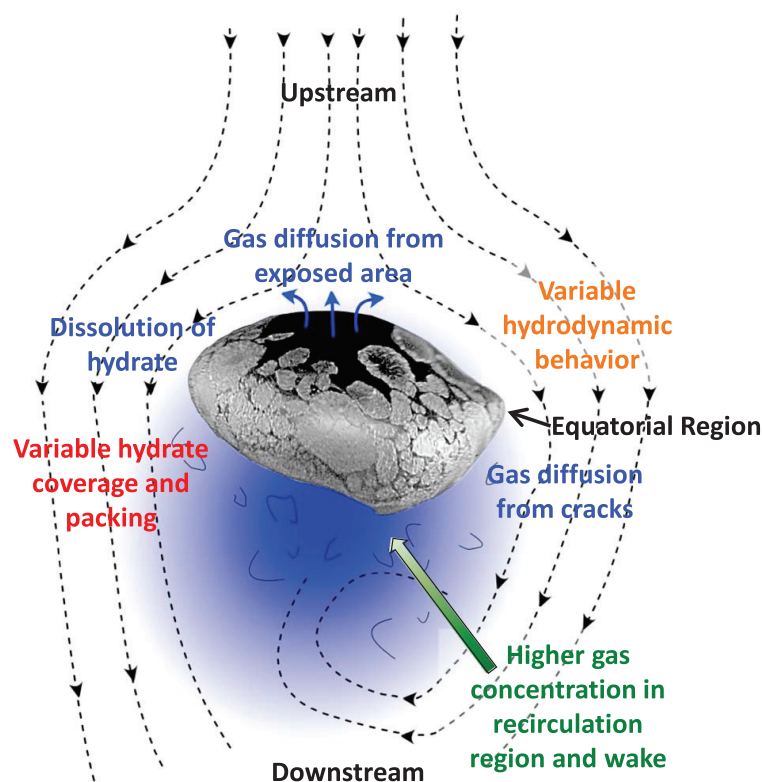 Upstream
Gas diffusion from
exposed area
Variable
hydrodynamic
behavior
Dissolution of
hydrate
Equatorial Region
Variable hydrate
coverage and
packing
Gas diffusion
from cracks
Higher gas
concentration in
recirculation
region and wake
Downstream